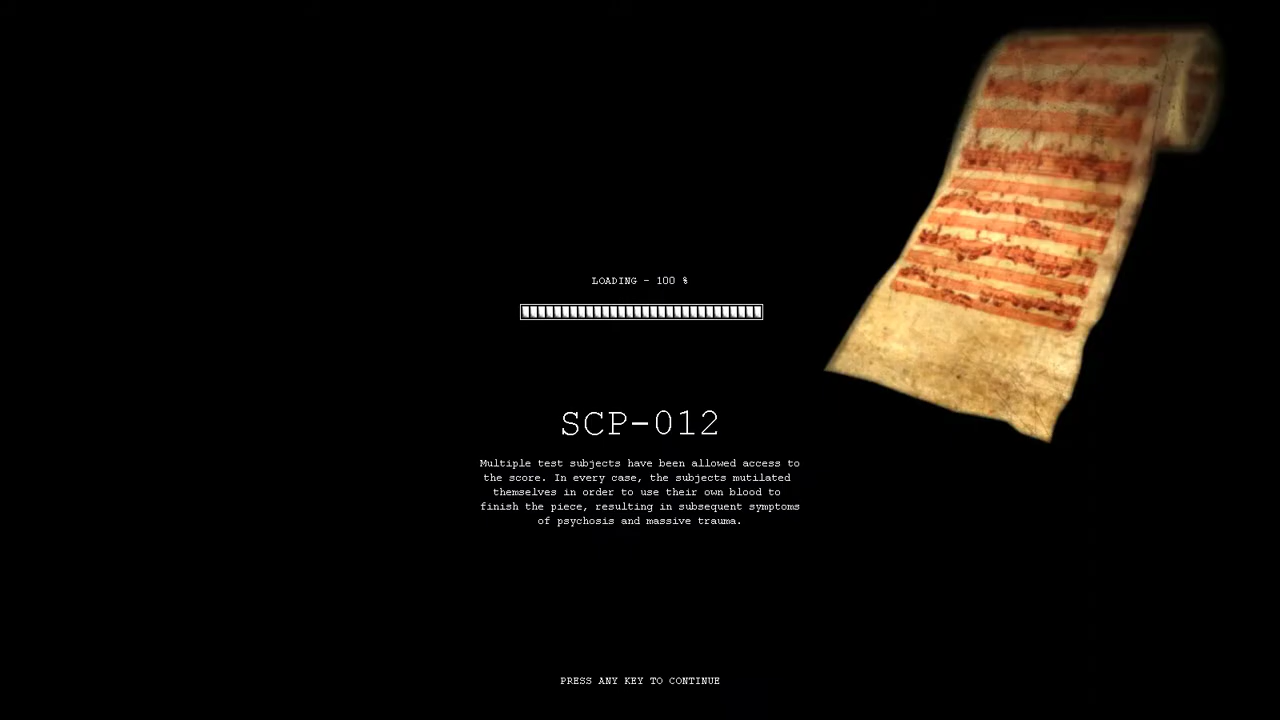 LOADING - 100 %
SCP-012
Multiple test subjects have been allowed access to
the score. In every case, the subjects mutilated
themselves in order to use their own blood to
finish the piece, resulting in subsequent symptoms
of psychosis and massive trauma.
PRESS ANY KEY TO CONTINUE